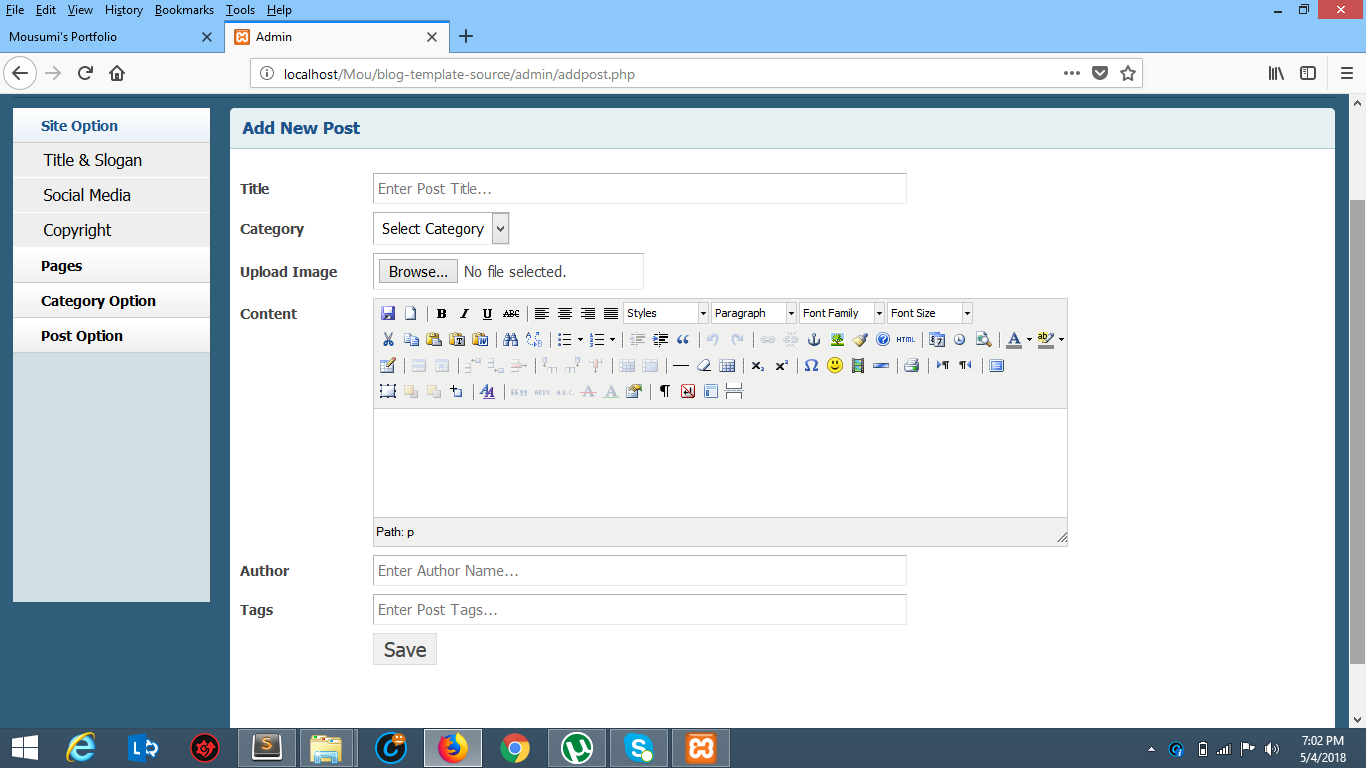 File Edit View History Bookmarks Tools Help
Mousumi's Portfolio
Admin
localhost/Mou/blog-template-source/admin/addpost.php
Site Option
Title & Slogan
Social Media
Copyright
Pages
Category Option
Post Option
Add New Post
Title
Enter Post Title...
Category
Select Category
Upload Image
Browse... No file selected.
Content
B I U ABC Styles Paragraph Font Family Font Size
HTML
Path: p
Author
Enter Author Name...
Tags
Enter Post Tags...
Save
7:02 PM
5/4/2018